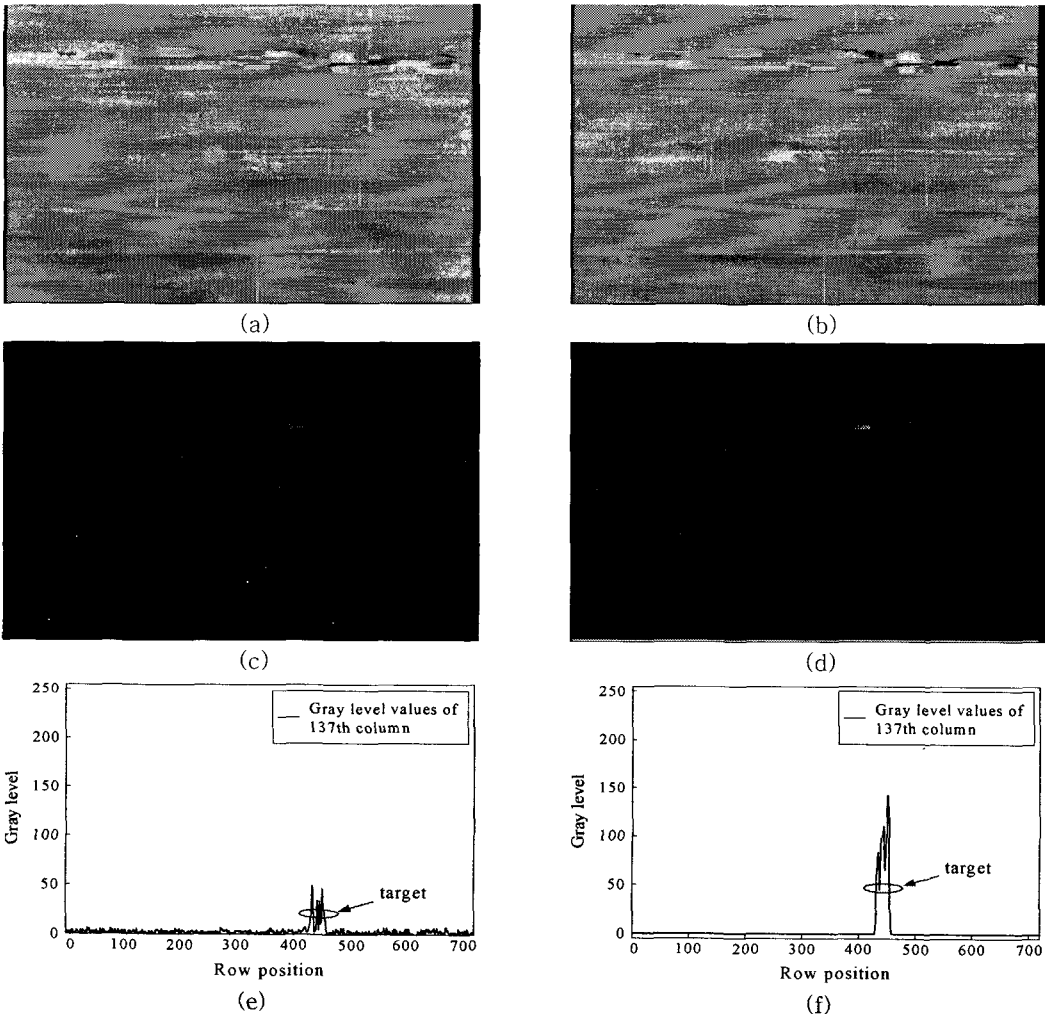 (a)
(b)
(c)
(d)
250
200
150
100
50
0
Gray level
Gray level values of
137th column
target
0 100 200 300 400 500 600 700
Row position
(e)
250
200
150
100
50
0
Gray level
Gray level values of
137th column
target
0 100 200 300 400 500 600 700
Row position
(f)